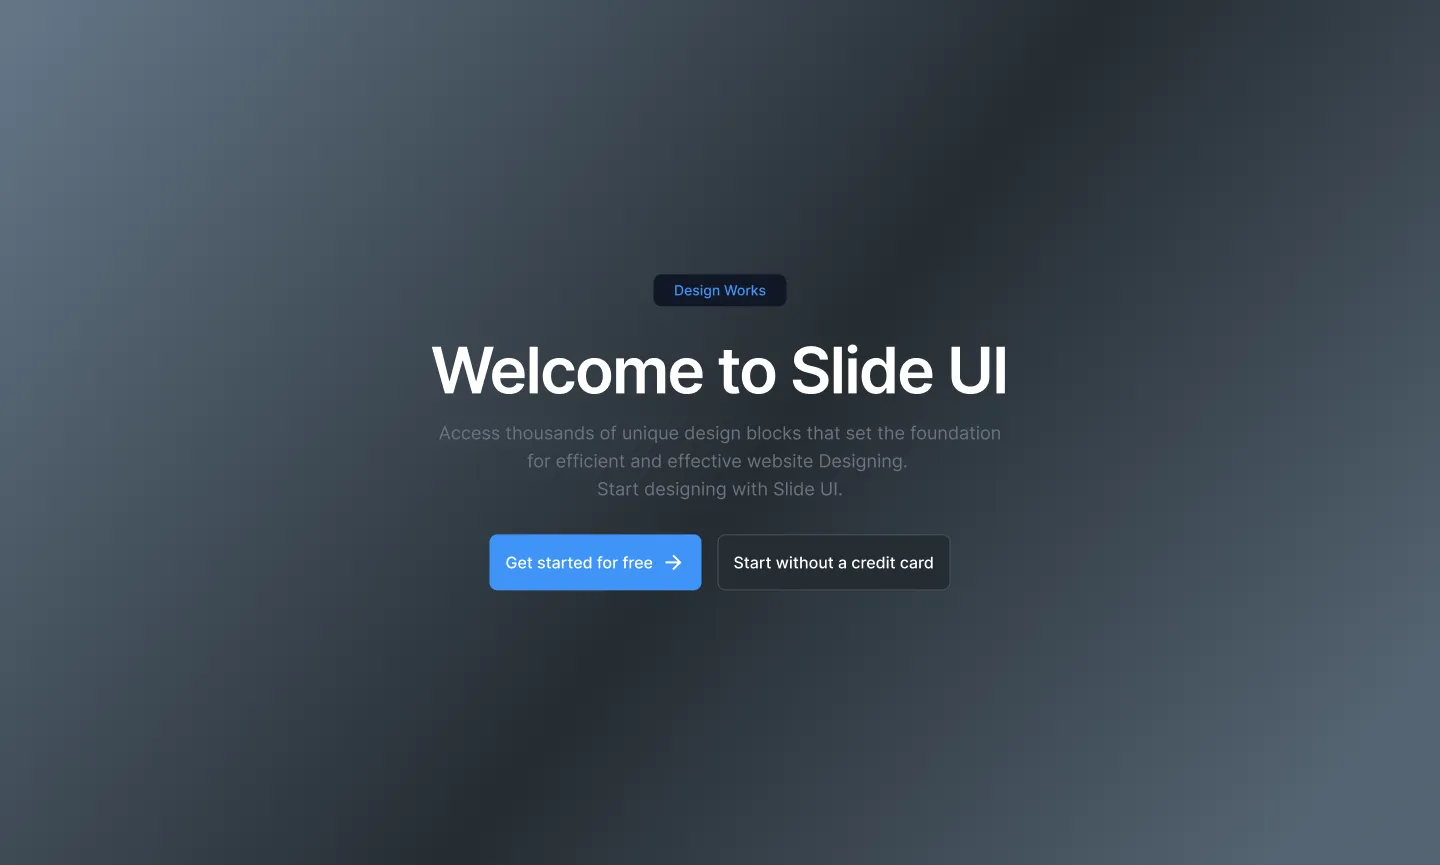 Design Works
Welcome to Slide UI
Access thousands of unique design blocks that set the foundation
for efficient and effective website Designing.
Start designing with Slide UI.
Get started for free
Start without a credit card